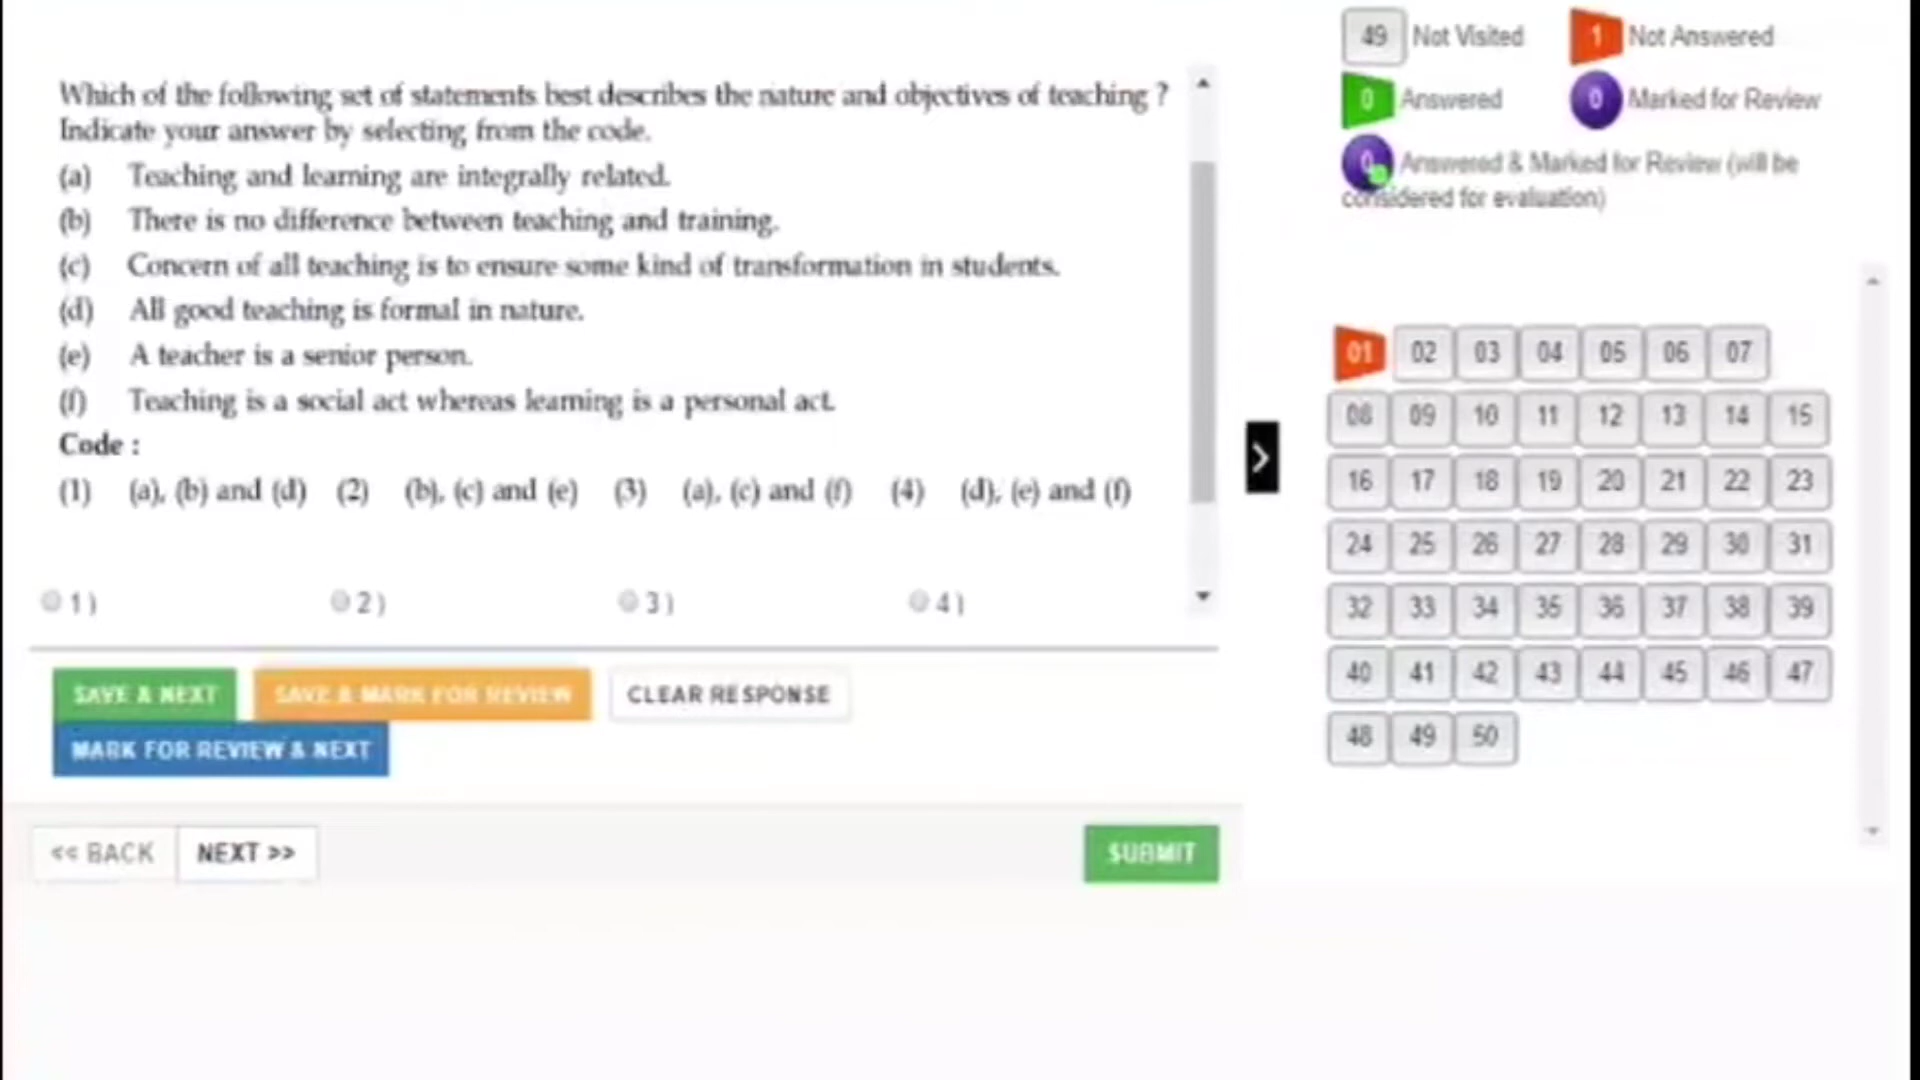 Which of the following set of statements best describes the nature and objectives of teaching ?
Indicate your answer by selecting from the code.
(a) Teaching and learning are integrally related.
(b) There is no difference between teaching and training.
(c) Concern of all teaching is to ensure some kind of transformation in students.
(d) All good teaching is formal in nature.
(e) A teacher is a senior person.
(f) Teaching is a social act whereas learning is a personal act.
Code :
(1) (a), (b) and (d) (2) (b), (c) and (e) (3) (a), (c) and (f) (4) (d), (e) and (f)
1) 2) 3) 4)
SAVE & NEXT SAVE & MARK FOR REVIEW CLEAR RESPONSE
MARK FOR REVIEW & NEXT
<< BACK NEXT >> SUBMIT
49 Not Visited 1 Not Answered
0 Answered 0 Marked for Review
0 Answered & Marked for Review (will be
considered for evaluation)
01 02 03 04 05 06 07
08 09 10 11 12 13 14 15
16 17 18 19 20 21 22 23
24 25 26 27 28 29 30 31
32 33 34 35 36 37 38 39
40 41 42 43 44 45 46 47
48 49 50